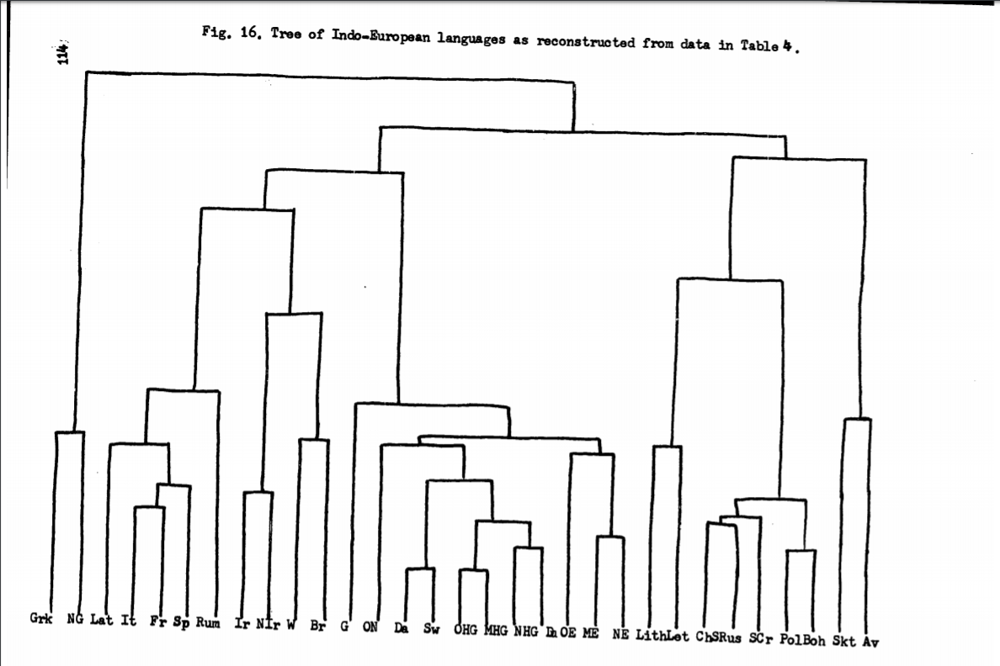 114
Fig. 16. Tree of Indo-European languages as reconstructed from data in Table 4.
Grk NG Lat It Fr Sp Rum Ir NIr W Br G ON Da Sw OHG MHG NHG Du OE ME NE Lith Let ChS Rus SCr Pol Boh Skt Av